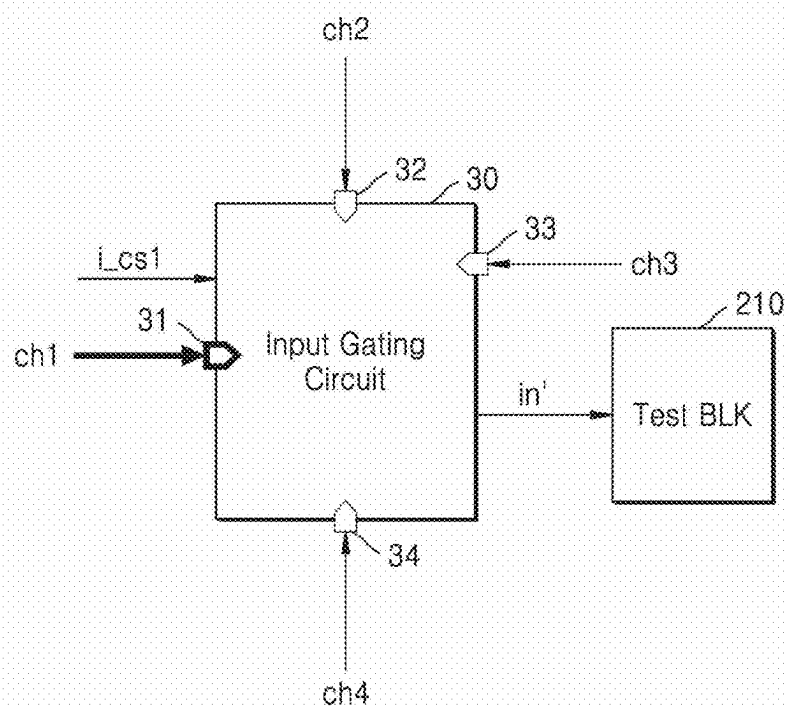 ch2
32
30
33
i_cs1
ch3
31
210
ch1
Input Gating
Circuit
in'
Test BLK
34
ch4